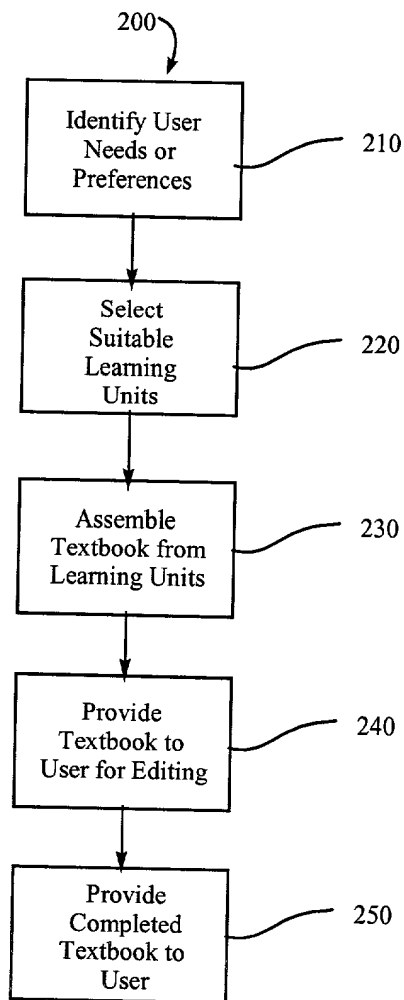 200
Identify User
Needs or
Preferences
210
Select
Suitable
Learning
Units
220
Assemble
Textbook from
Learning Units
230
Provide
Textbook to
User for Editing
240
Provide
Completed
Textbook to
User
250